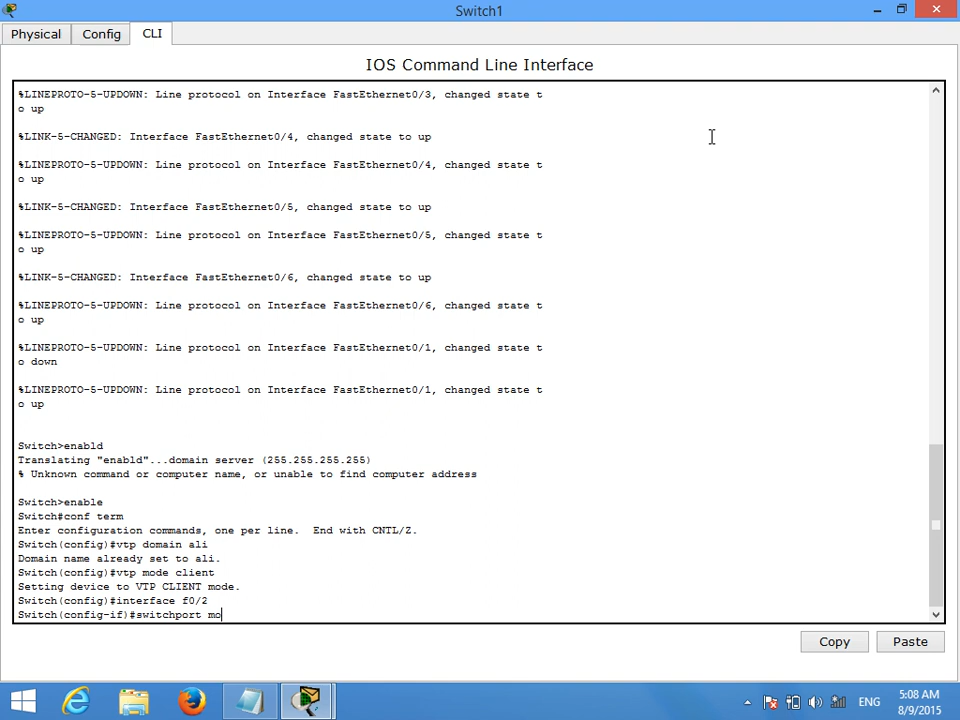 Switch1
Physical
Config
CLI
IOS Command Line Interface
%LINEPROTO-5-UPDOWN: Line protocol on Interface FastEthernet0/3, changed state t
o up
%LINK-5-CHANGED: Interface FastEthernet0/4, changed state to up
%LINEPROTO-5-UPDOWN: Line protocol on Interface FastEthernet0/4, changed state t
o up
%LINK-5-CHANGED: Interface FastEthernet0/5, changed state to up
%LINEPROTO-5-UPDOWN: Line protocol on Interface FastEthernet0/5, changed state t
o up
%LINK-5-CHANGED: Interface FastEthernet0/6, changed state to up
%LINEPROTO-5-UPDOWN: Line protocol on Interface FastEthernet0/6, changed state t
o up
%LINEPROTO-5-UPDOWN: Line protocol on Interface FastEthernet0/1, changed state t
o down
%LINEPROTO-5-UPDOWN: Line protocol on Interface FastEthernet0/1, changed state t
o up
Switch>enabld
Translating "enabld"...domain server (255.255.255.255)
% Unknown command or computer name, or unable to find computer address
Switch>enable
Switch#conf term
Enter configuration commands, one per line.  End with CNTL/Z.
Switch(config)#vtp domain ali
Domain name already set to ali.
Switch(config)#vtp mode client
Setting device to VTP CLIENT mode.
Switch(config)#interface f0/2
Switch(config-if)#switchport mo
Copy
Paste
ENG
5:08 AM
8/9/2015